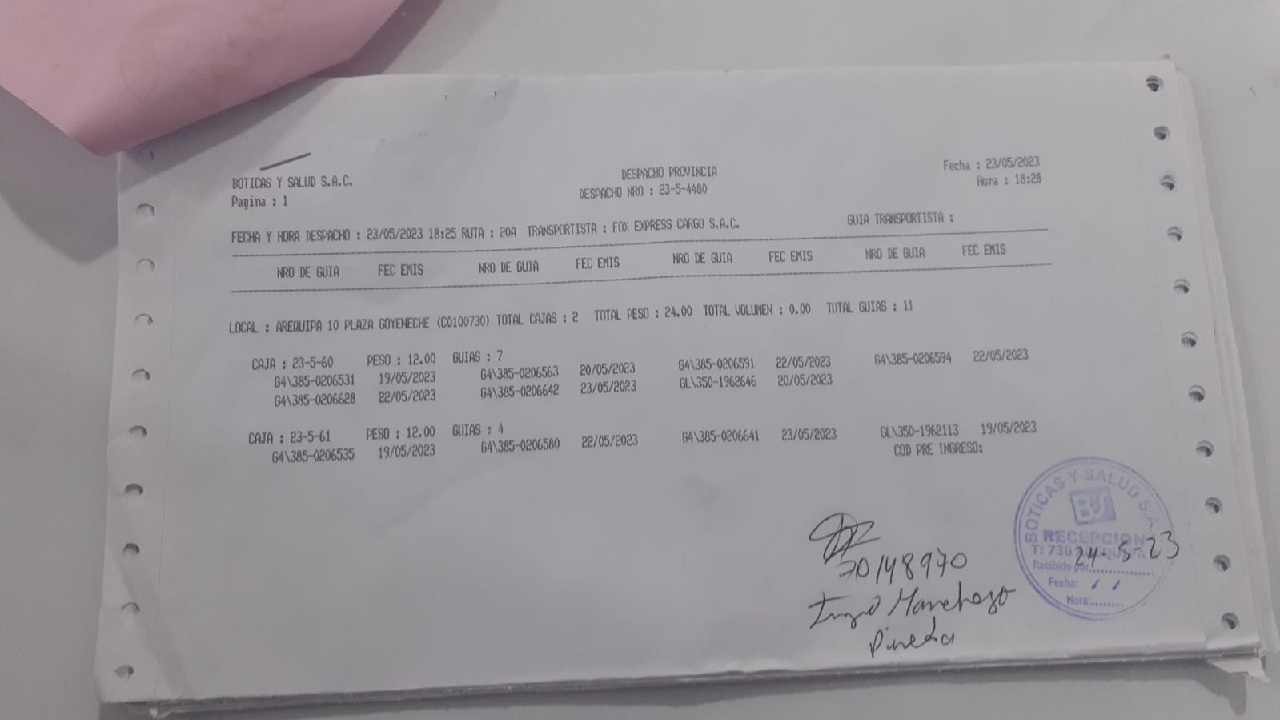 BOTICAS Y SALUD S.A.C.
DESPACHO PROVINCIA
Fecha : 23/05/2023
Pagina : 1
DESPACHO NRO : 23-5-4480
Hora : 18:28
FECHA Y HORA DESPACHO : 23/05/2023 18:25 RUTA : 20A TRANSPORTISTA : FOX EXPRESS CARGO S.A.C. GUIA TRANSPORTISTA :
NRO DE GUIA FEC EMIS NRO DE GUIA FEC EMIS NRO DE GUIA FEC EMIS NRO DE GUIA FEC EMIS
LOCAL : AREQUIPA 10 PLAZA GOYENECHE (CO100730) TOTAL CAJAS : 2 TOTAL PESO : 24.00 TOTAL VOLUMEN : 0.00 TOTAL GUIAS : 11
CAJA : 23-5-60 PESO : 12.00 GUIAS : 7
G4\385-0206531 19/05/2023 G4\385-0206563 20/05/2023 G4\385-0206591 22/05/2023 G4\385-0206594 22/05/2023
G4\385-0206628 22/05/2023 G4\385-0206642 23/05/2023 GL\350-1962646 20/05/2023
CAJA : 23-5-61 PESO : 12.00 GUIAS : 4
G4\385-0206535 19/05/2023 G4\385-0206580 22/05/2023 G4\385-0206641 23/05/2023 GL\350-1962113 19/05/2023
COD PRE INGRESO:
BOTICAS Y SALUD S.A.
BS
RECEPCION
T: 730
Recibido por
24-5-23
Fecha:
Hora:
70148970
Pineda